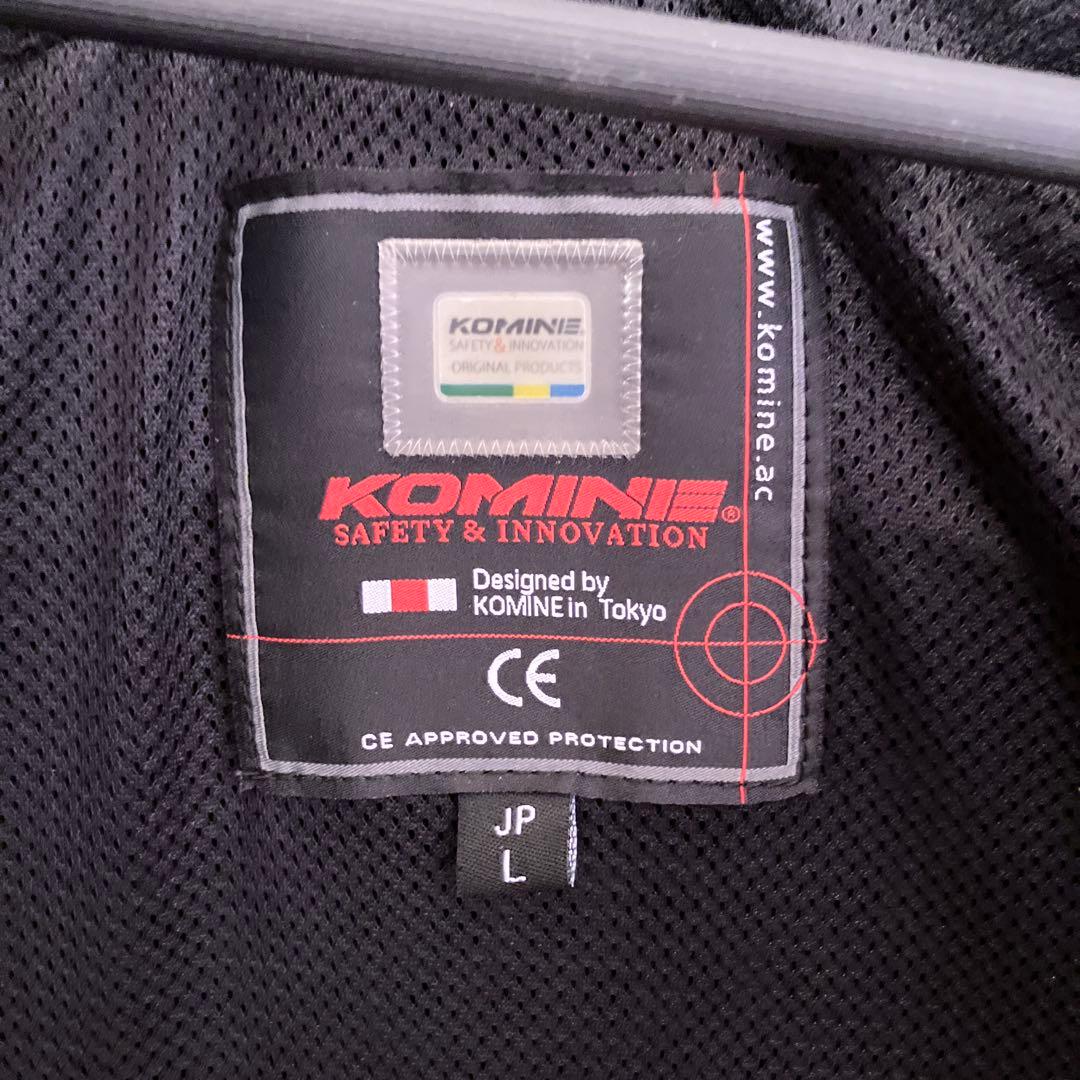 KOMINE
SAFETY & INNOVATION
ORIGINAL PRODUCTS
www.komine.ac
KOMINE®
SAFETY & INNOVATION
Designed by
KOMINE in Tokyo
CE
CE APPROVED PROTECTION
JP
L